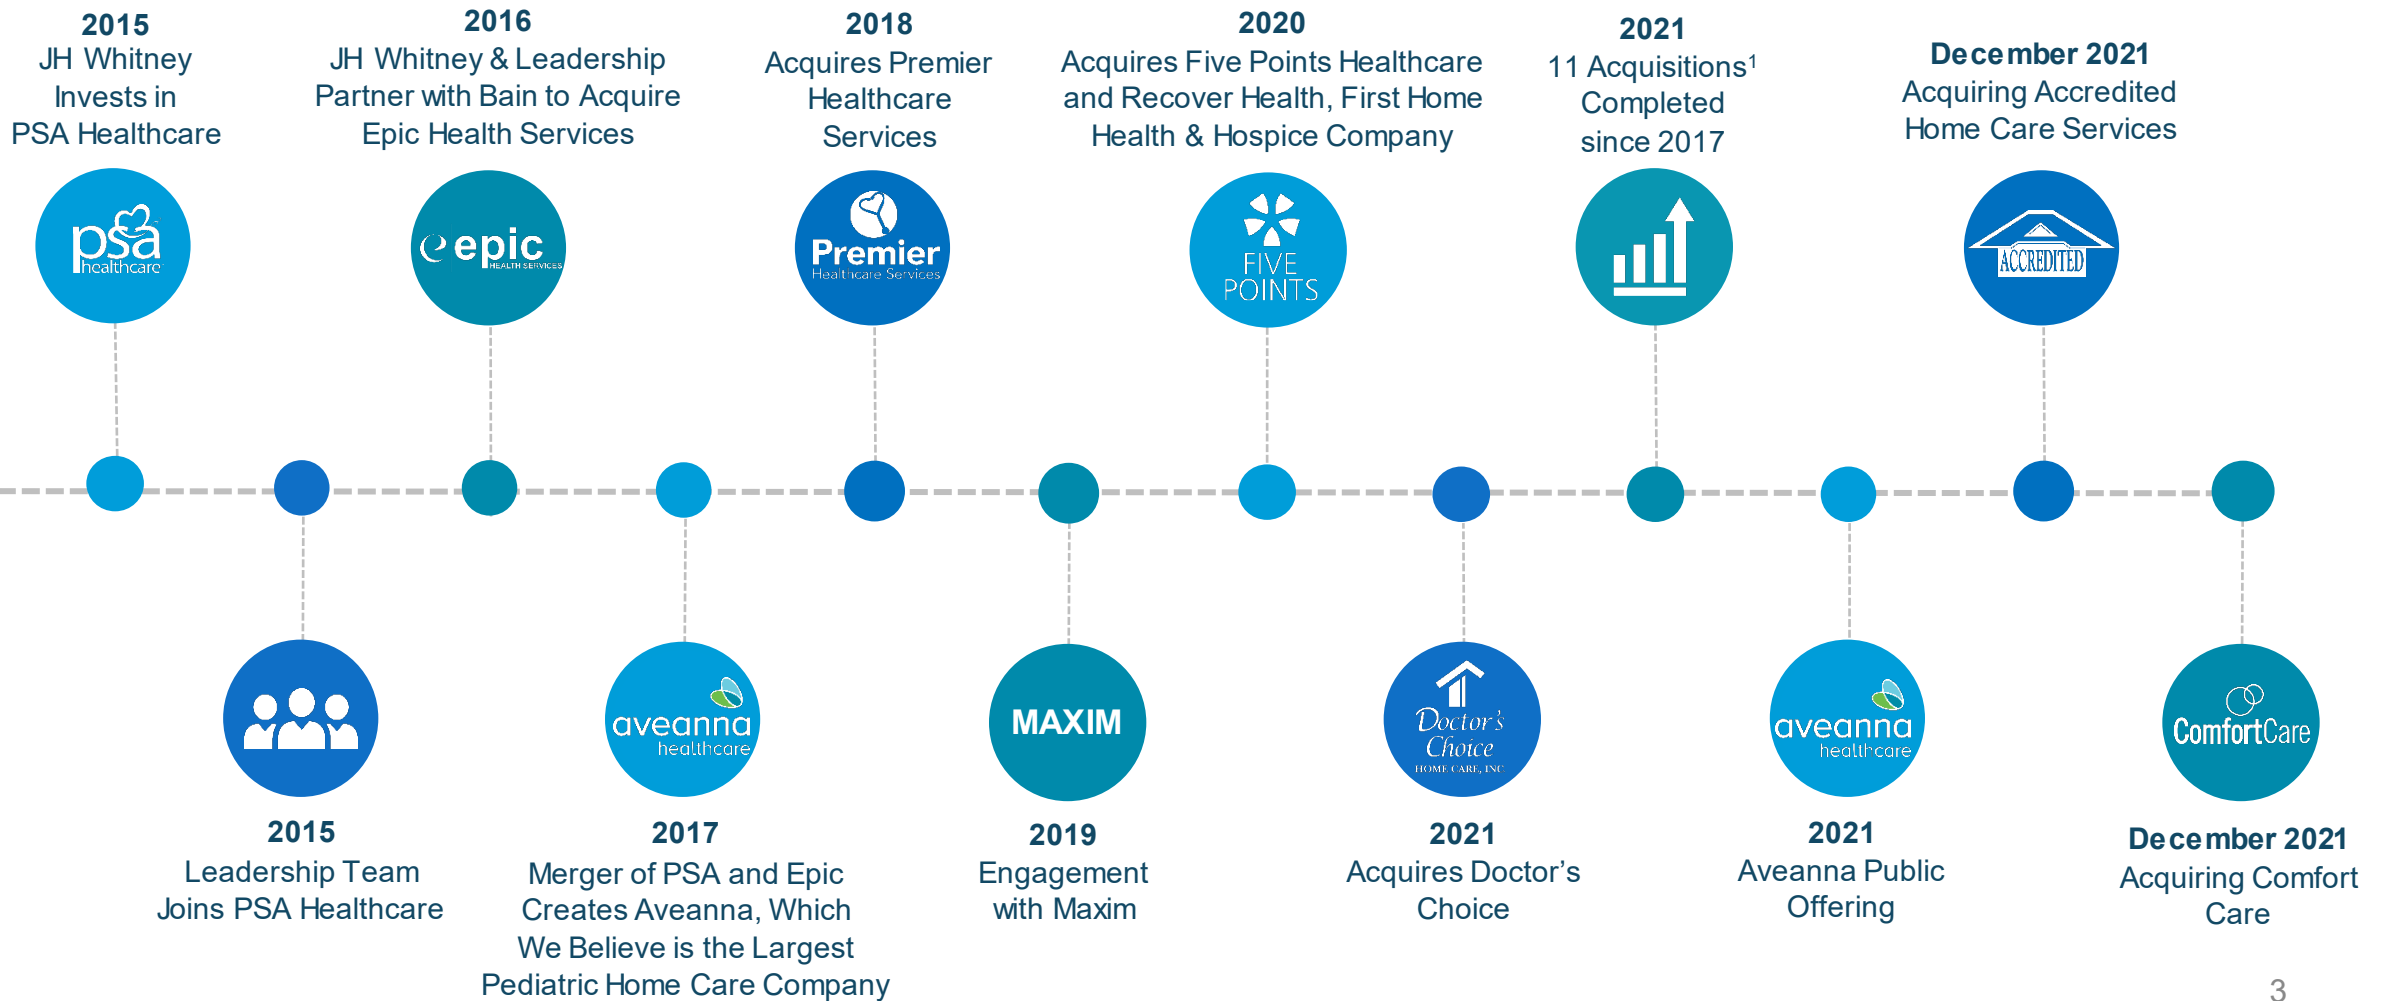 2015
JH Whitney
Invests in
PSA Healthcare
psa
healthcare
2015
Leadership Team
Joins PSA Healthcare
2016
JH Whitney & Leadership
Partner with Bain to Acquire
Epic Health Services
epic
HEALTH SERVICES
2017
Merger of PSA and Epic
Creates Aveanna, Which
We Believe is the Largest
Pediatric Home Care Company
aveanna
healthcare
2018
Acquires Premier
Healthcare
Services
Premier
Healthcare Services
2019
Engagement
with Maxim
MAXIM
2020
Acquires Five Points Healthcare
and Recover Health, First Home
Health & Hospice Company
FIVE
POINTS
2021
Acquires Doctor's
Choice
Doctor's
Choice
HOME CARE, INC
2021
11 Acquisitions¹
Completed
since 2017
2021
Aveanna Public
Offering
aveanna
healthcare
December 2021
Acquiring Accredited
Home Care Services
ACCREDITED
December 2021
Acquiring Comfort
Care
ComfortCare
3